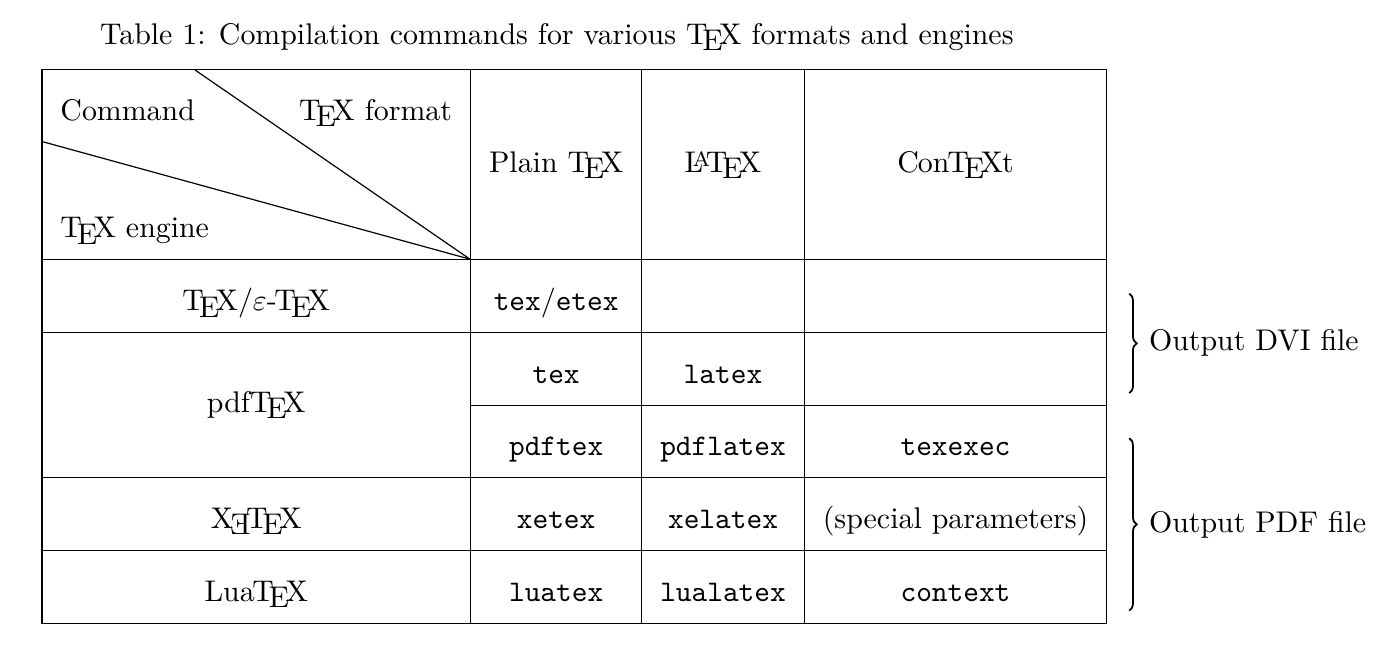 Table 1: Compilation commands for various TEX formats and engines
Command TEX format
TEX engine
Plain TEX LATEX ConTEXt
TEX/ε-TEX tex/etex
Output DVI file
pdfTEX
tex latex
pdftex pdflatex texexec
XƎTEX xetex xelatex (special parameters)
Output PDF file
LuaTEX luatex lualatex context